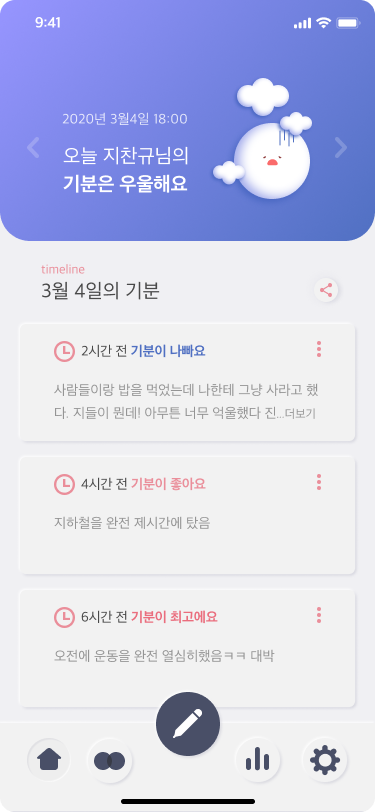 9:41
2020년 3월4일 18:00
오늘 지찬규님의
기분은 우울해요
timeline
3월 4일의 기분
2시간 전 기분이 나빠요
사람들이랑 밥을 먹었는데 나한테 그냥 사라고 했
다. 지들이 뭔데! 아무튼 너무 억울했다 진...더보기
4시간 전 기분이 좋아요
지하철을 완전 제시간에 탔음
6시간 전 기분이 최고에요
오전에 운동을 완전 열심히했음ㅋㅋ 대박